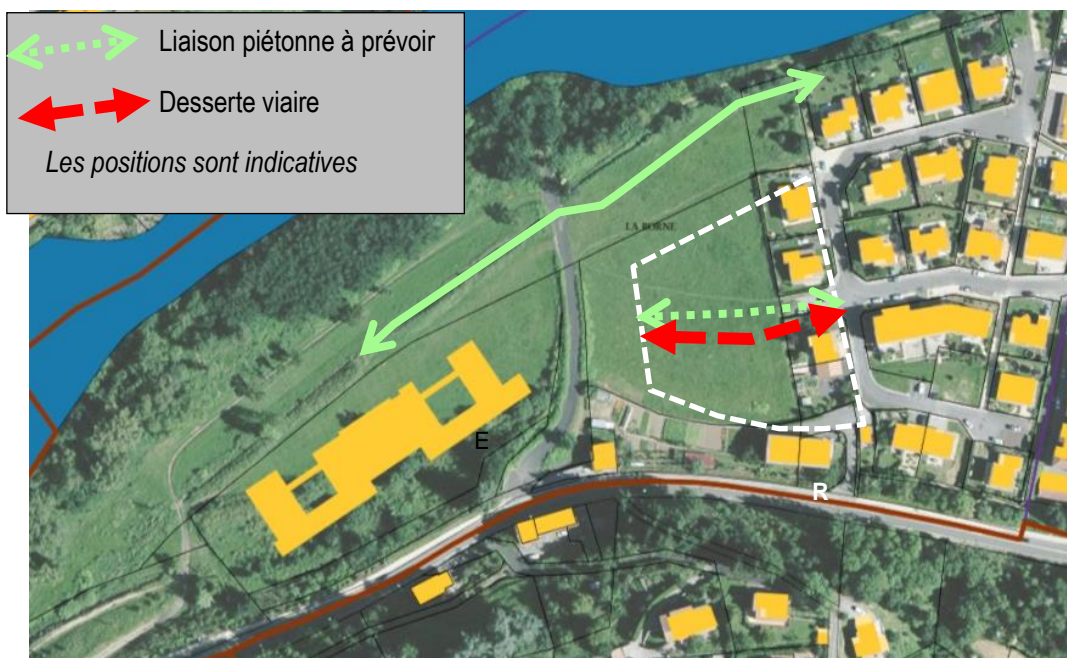 Liaison piétonne à prévoir
Desserte viaire
Les positions sont indicatives
LA BORNE
E
R